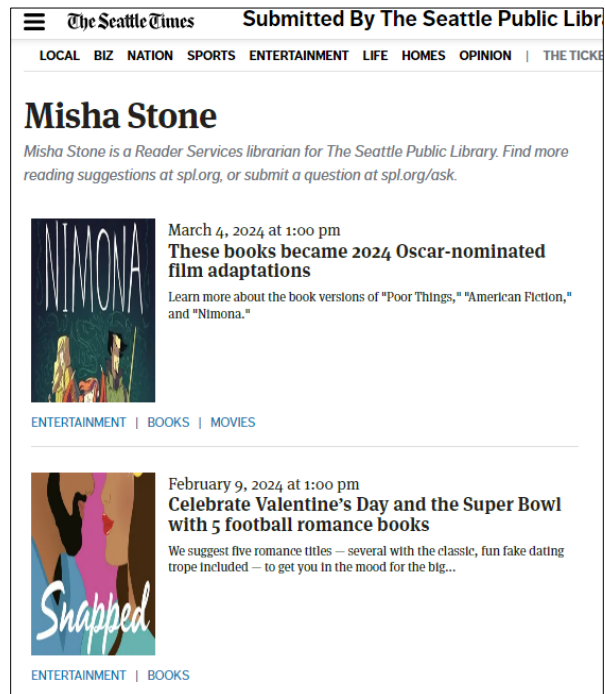 The Seattle Times Submitted By The Seattle Public
LOCAL BIZ NATION SPORTS ENTERTAINMENT LIFE HOMES OPINION | THE
Misha Stone
Misha Stone is a Reader Services librarian for The Seattle Public Library. Find more
reading suggestions at spl.org, or submit a question at spl.org/ask.
NIMONA
March 4, 2024 at 1:00 pm
These books became 2024 Oscar-nominated
film adaptations
Learn more about the book versions of "Poor Things," "American Fiction,"
and "Nimona."
ENTERTAINMENT | BOOKS | MOVIES
Snapped
February 9, 2024 at 1:00 pm
Celebrate Valentine's Day and the Super Bowl
with 5 football romance books
We suggest five romance titles — several with the classic, fun fake dating
trope included — to get you in the mood for the big...
ENTERTAINMENT | BOOKS